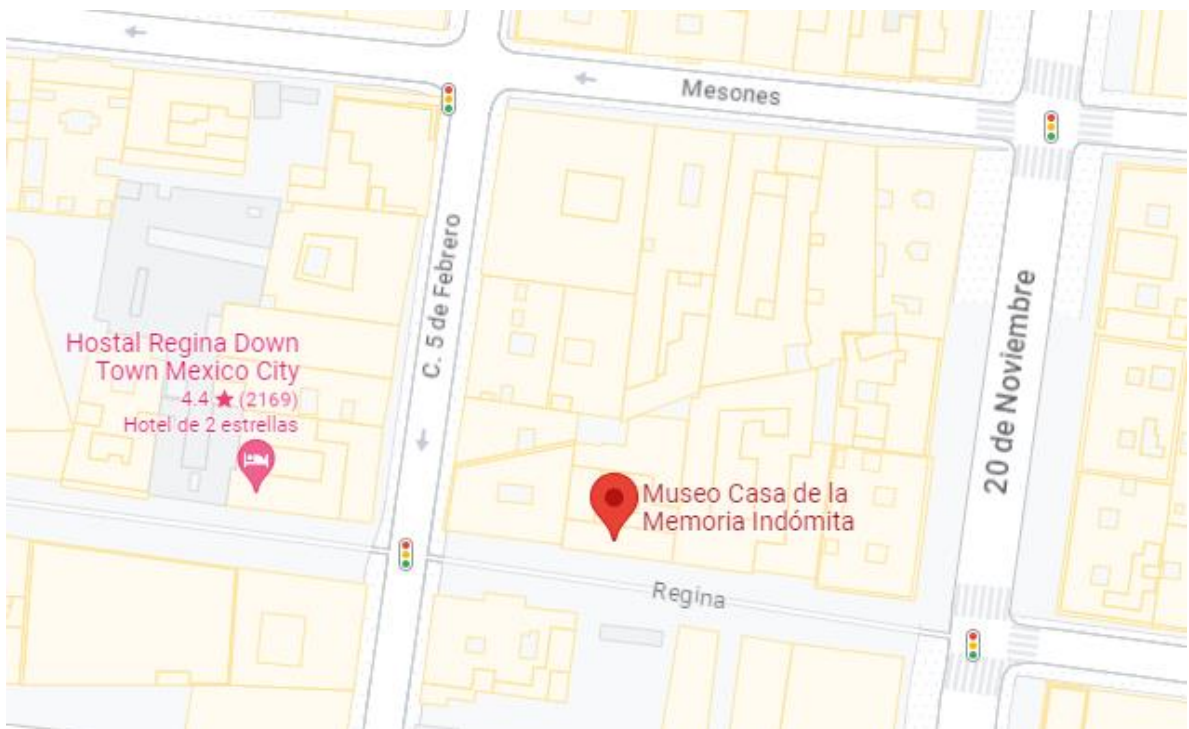 Mesones
C. 5 de Febrero
20 de Noviembre
Hostal Regina Down
Town Mexico City
4.4 ★ (2169)
Hotel de 2 estrellas
Museo Casa de la
Memoria Indómita
Regina